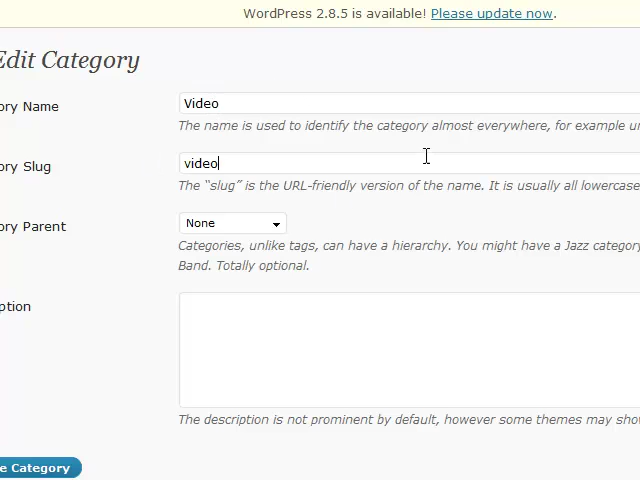 WordPress 2.8.5 is available! Please update now.
Edit Category
ory Name
Video
The name is used to identify the category almost everywhere, for example
ory Slug
video
The “slug” is the URL-friendly version of the name. It is usually all lowercase
ory Parent
None
Categories, unlike tags, can have a hierarchy. You might have a Jazz category
Band. Totally optional.
ption
The description is not prominent by default, however some themes may
e Category